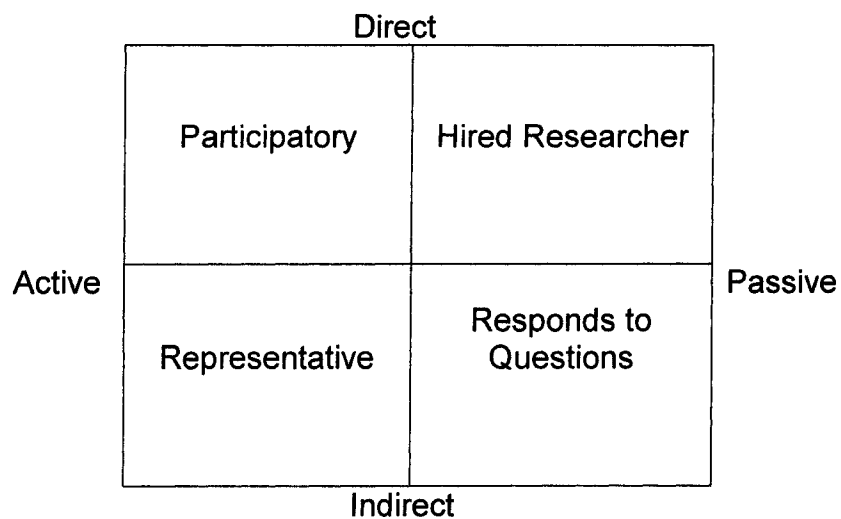 Direct
Participatory
Hired Researcher
Active
Passive
Representative
Responds to
Questions
Indirect